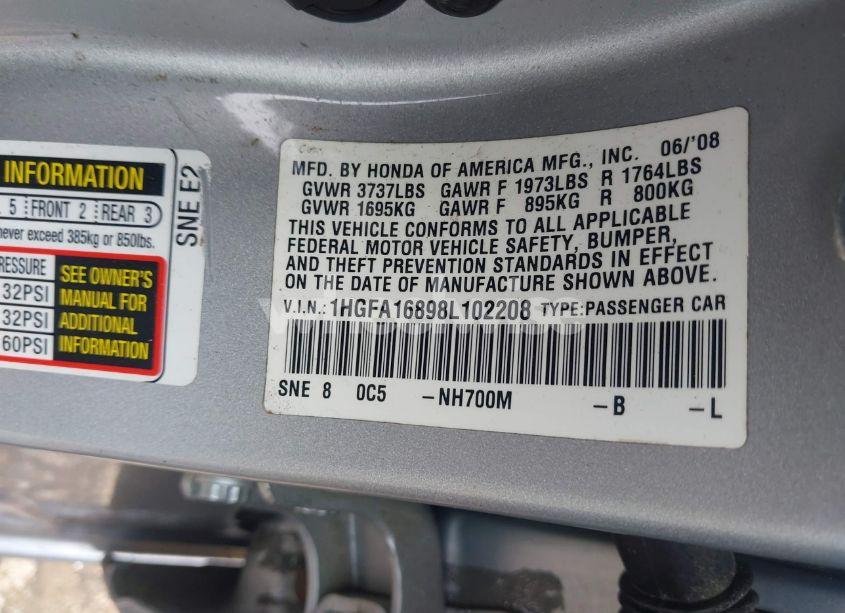 INFORMATION
5 FRONT 2 REAR 3
never exceed 385kg or 850lbs.
RESSURE
32PSI
32PSI
60PSI
SEE OWNER'S
MANUAL FOR
ADDITIONAL
INFORMATION
SNE E2
MFD. BY HONDA OF AMERICA MFG., INC. 06/'08
GVWR 3737LBS GAWR F 1973LBS R 1764LBS
GVWR 1695KG GAWR F 895KG R 800KG
THIS VEHICLE CONFORMS TO ALL APPLICABLE
FEDERAL MOTOR VEHICLE SAFETY, BUMPER,
AND THEFT PREVENTION STANDARDS IN EFFECT
ON THE DATE OF MANUFACTURE SHOWN ABOVE.
V.I.N.: 1HGFA16898L102208 TYPE: PASSENGER CAR
SNE 8 0C5 -NH700M -B -L